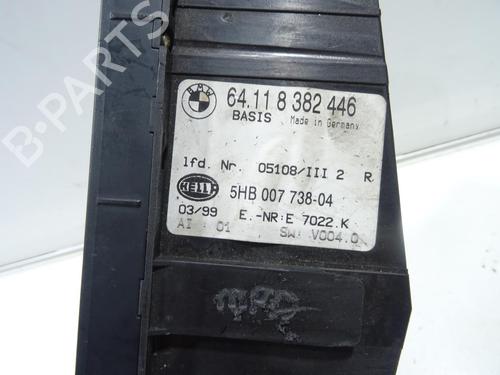 BMW
64.11 8 382 446
BASIS Made in Germany
lfd. Nr. 05108/III 2 R
HELLA
5HB 007 738-04
03/99 E.-NR:E 7022.K
AI : 01 SW: V004.0
B-PARTS